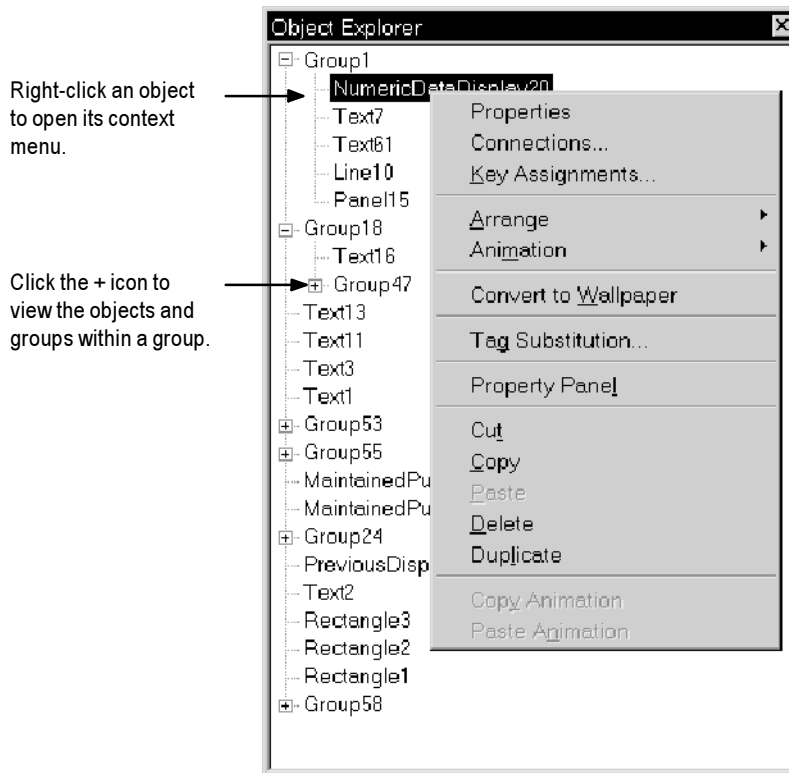 Object Explorer
Right-click an object
to open its context
menu.
Click the + icon to
view the objects and
groups within a group.
Group1
NumericDataDisplay20
Text7
Text61
Line10
Panel15
Group18
Text16
Group47
Text13
Text11
Text3
Text1
Group53
Group55
MaintainedPu
MaintainedPu
Group24
PreviousDisp
Text2
Rectangle3
Rectangle2
Rectangle1
Group58
Properties
Connections...
Key Assignments...
Arrange
Animation
Convert to Wallpaper
Tag Substitution...
Property Panel
Cut
Copy
Paste
Delete
Duplicate
Copy Animation
Paste Animation